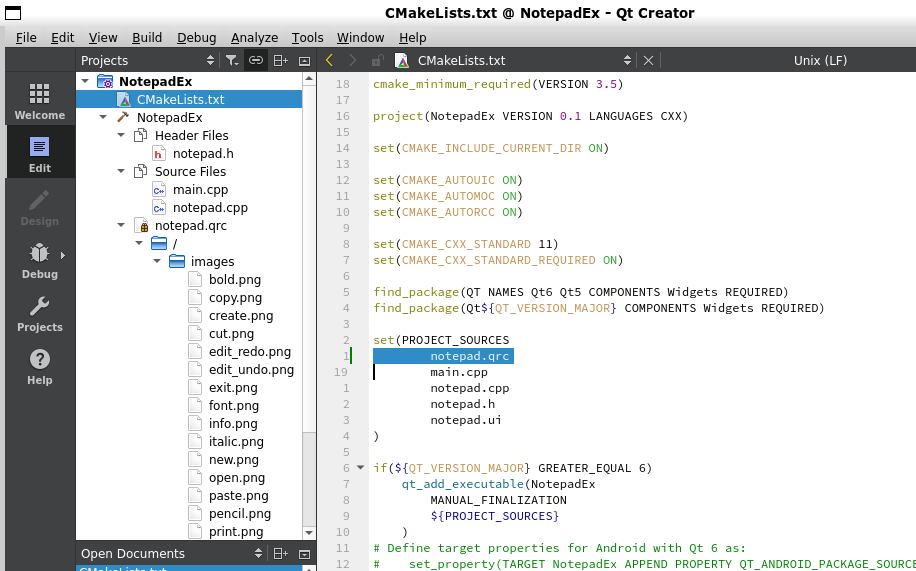 CMakeLists.txt @ NotepadEx - Qt Creator
File Edit View Build Debug Analyze Tools Window Help
Projects
CMakeLists.txt
Unix (LF)
Welcome
Edit
Design
Debug
Projects
Help
NotepadEx
CMakeLists.txt
NotepadEx
Header Files
notepad.h
Source Files
main.cpp
notepad.cpp
notepad.qrc
/
images
bold.png
copy.png
create.png
cut.png
edit_redo.png
edit_undo.png
exit.png
font.png
info.png
italic.png
new.png
open.png
paste.png
pencil.png
print.png
Open Documents
CMakeLists.txt
18 cmake_minimum_required(VERSION 3.5)
17
16 project(NotepadEx VERSION 0.1 LANGUAGES CXX)
15
14 set(CMAKE_INCLUDE_CURRENT_DIR ON)
13
12 set(CMAKE_AUTOUIC ON)
11 set(CMAKE_AUTOMOC ON)
10 set(CMAKE_AUTORCC ON)
9
8 set(CMAKE_CXX_STANDARD 11)
7 set(CMAKE_CXX_STANDARD_REQUIRED ON)
6
5 find_package(QT NAMES Qt6 Qt5 COMPONENTS Widgets REQUIRED)
4 find_package(Qt${QT_VERSION_MAJOR} COMPONENTS Widgets REQUIRED)
3
2 set(PROJECT_SOURCES
1 notepad.qrc
19 main.cpp
1 notepad.cpp
2 notepad.h
3 notepad.ui
4 )
5
6 if(${QT_VERSION_MAJOR} GREATER_EQUAL 6)
7 qt_add_executable(NotepadEx
8 MANUAL_FINALIZATION
9 ${PROJECT_SOURCES}
10 )
11 # Define target properties for Android with Qt 6 as:
12 # set_property(TARGET NotepadEx APPEND PROPERTY QT_ANDROID_PACKAGE_SOURCE